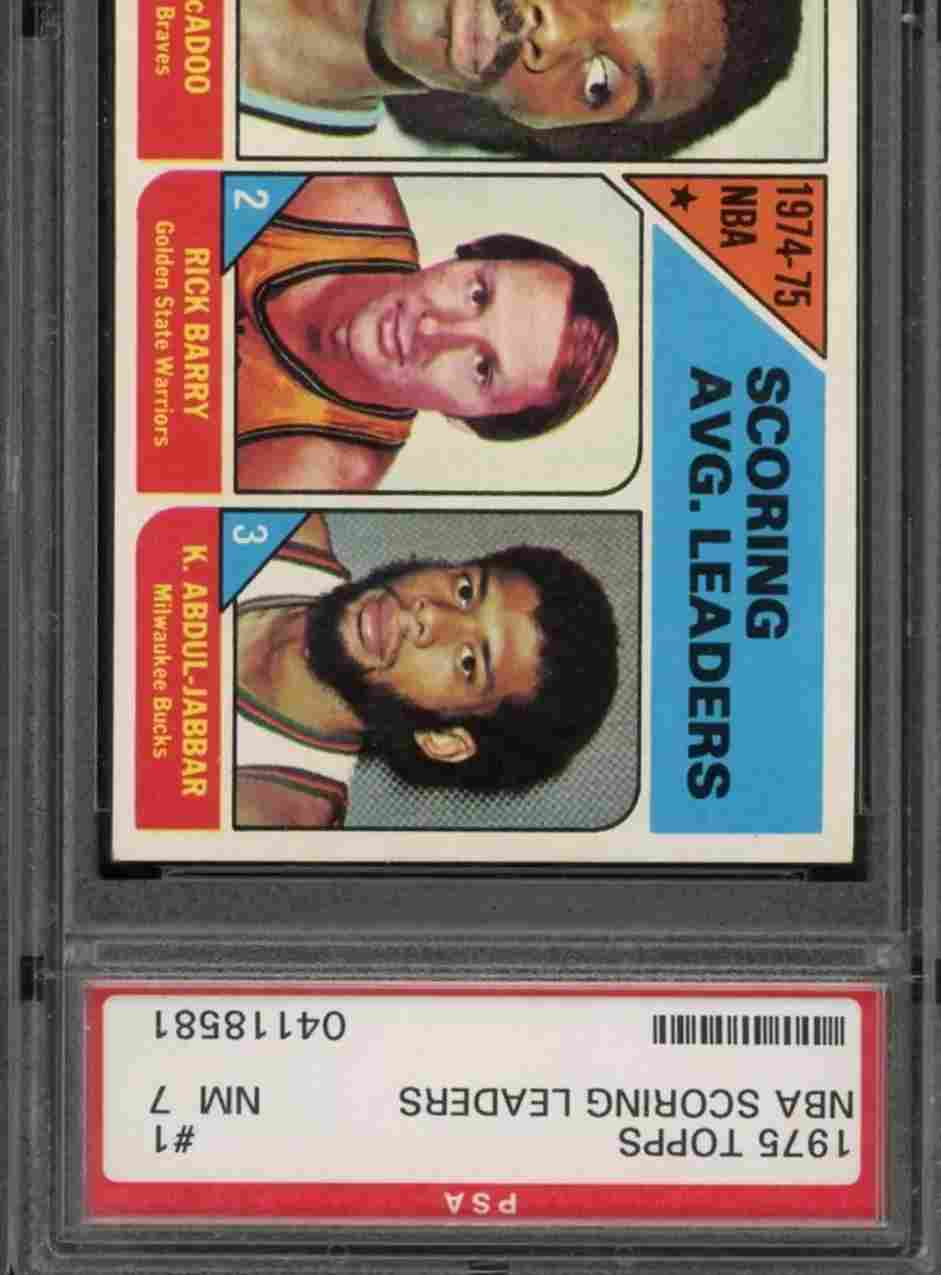 PSA
1975 TOPPS #1
NBA SCORING LEADERS NM 7
04118581
1974-75
NBA
SCORING
AVG. LEADERS
cADOO
Braves
2
RICK BARRY
Golden State Warriors
3
K. ABDUL-JABBAR
Milwaukee Bucks